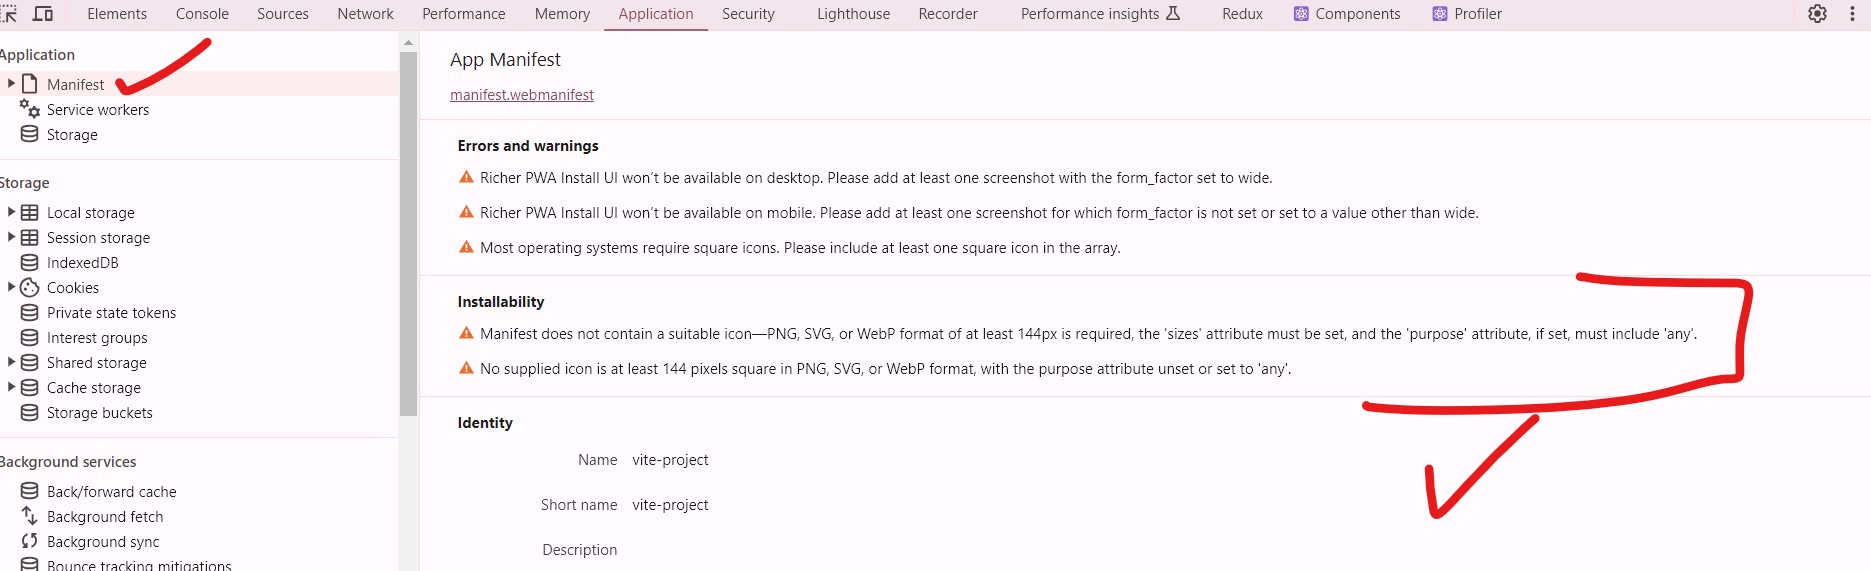 Elements Console Sources Network Performance Memory Application Security Lighthouse Recorder Performance insights Redux Components Profiler
Application
Manifest
Service workers
Storage
Storage
Local storage
Session storage
IndexedDB
Cookies
Private state tokens
Interest groups
Shared storage
Cache storage
Storage buckets
Background services
Back/forward cache
Background fetch
Background sync
Bounce tracking mitigations
App Manifest
manifest.webmanifest
Errors and warnings
Richer PWA Install UI won’t be available on desktop. Please add at least one screenshot with the form_factor set to wide.
Richer PWA Install UI won’t be available on mobile. Please add at least one screenshot for which form_factor is not set or set to a value other than wide.
Most operating systems require square icons. Please include at least one square icon in the array.
Installability
Manifest does not contain a suitable icon—PNG, SVG, or WebP format of at least 144px is required, the 'sizes' attribute must be set, and the 'purpose' attribute, if set, must include 'any'.
No supplied icon is at least 144 pixels square in PNG, SVG, or WebP format, with the purpose attribute unset or set to 'any'.
Identity
Name vite-project
Short name vite-project
Description